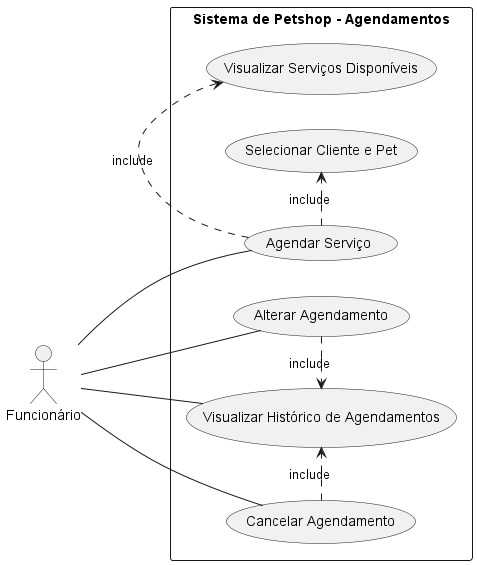 Sistema de Petshop - Agendamentos
Visualizar Serviços Disponíveis
include
Selecionar Cliente e Pet
include
Agendar Serviço
Alterar Agendamento
include
Funcionário
Visualizar Histórico de Agendamentos
include
Cancelar Agendamento